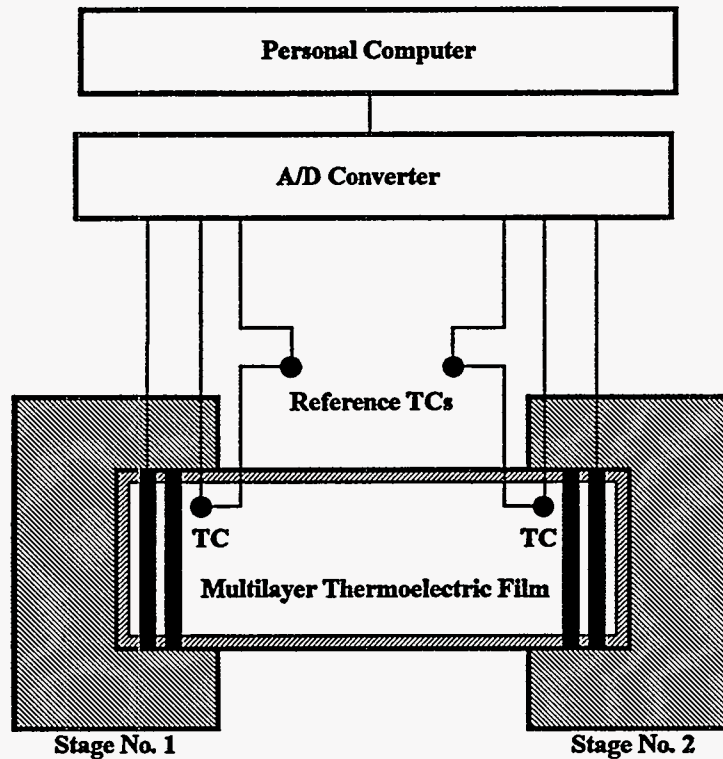 Personal Computer
A/D Converter
Reference TCs
TC
TC
Multilayer Thermoelectric Film
Stage No. 1
Stage No. 2